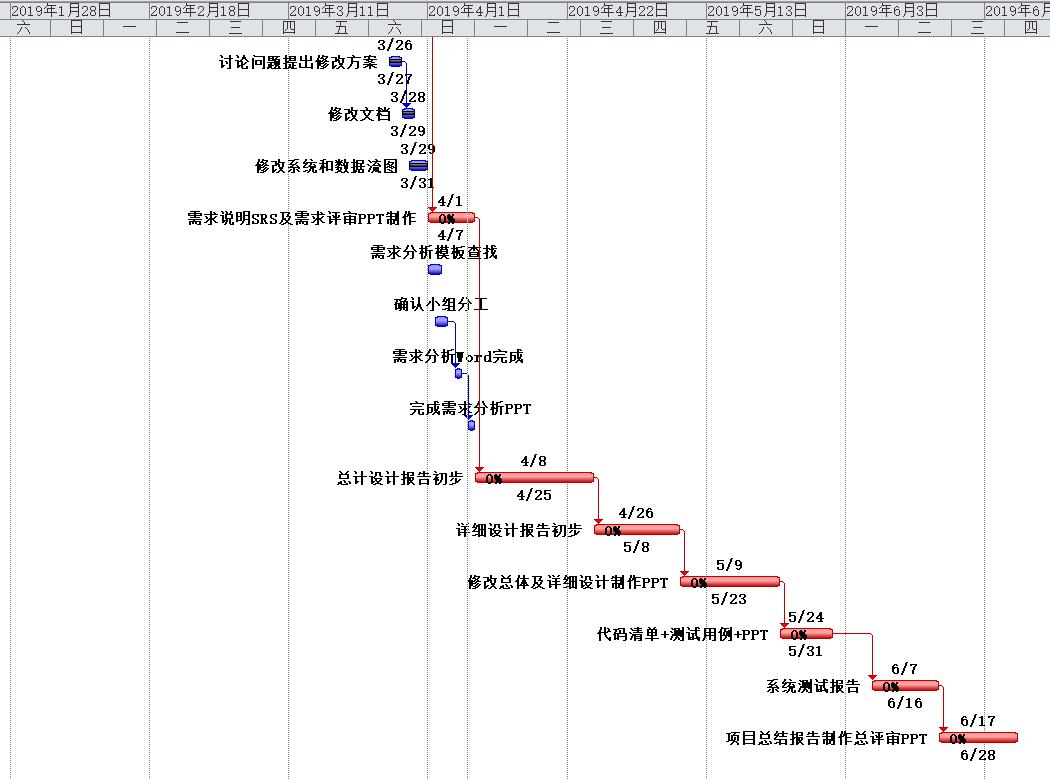 2019年1月28日 2019年2月18日 2019年3月11日 2019年4月1日 2019年4月22日 2019年5月13日 2019年6月3日 2019年6月
六 日 一 二 三 四 五 六 日 一 二 三 四 五 六 日 一 二 三 四
3/26
讨论问题提出修改方案
3/27
3/28
修改文档
3/29
3/29
修改系统和数据流图
3/31
4/1
需求说明SRS及需求评审PPT制作 0%
4/7
需求分析模板查找
确认小组分工
需求分析Word完成
完成需求分析PPT
4/8
总计设计报告初步 0%
4/25
4/26
详细设计报告初步 0%
5/8
5/9
修改总体及详细设计制作PPT 0%
5/23
5/24
代码清单+测试用例+PPT 0%
5/31
6/7
系统测试报告 0%
6/16
6/17
项目总结报告制作总评审PPT 0%
6/28